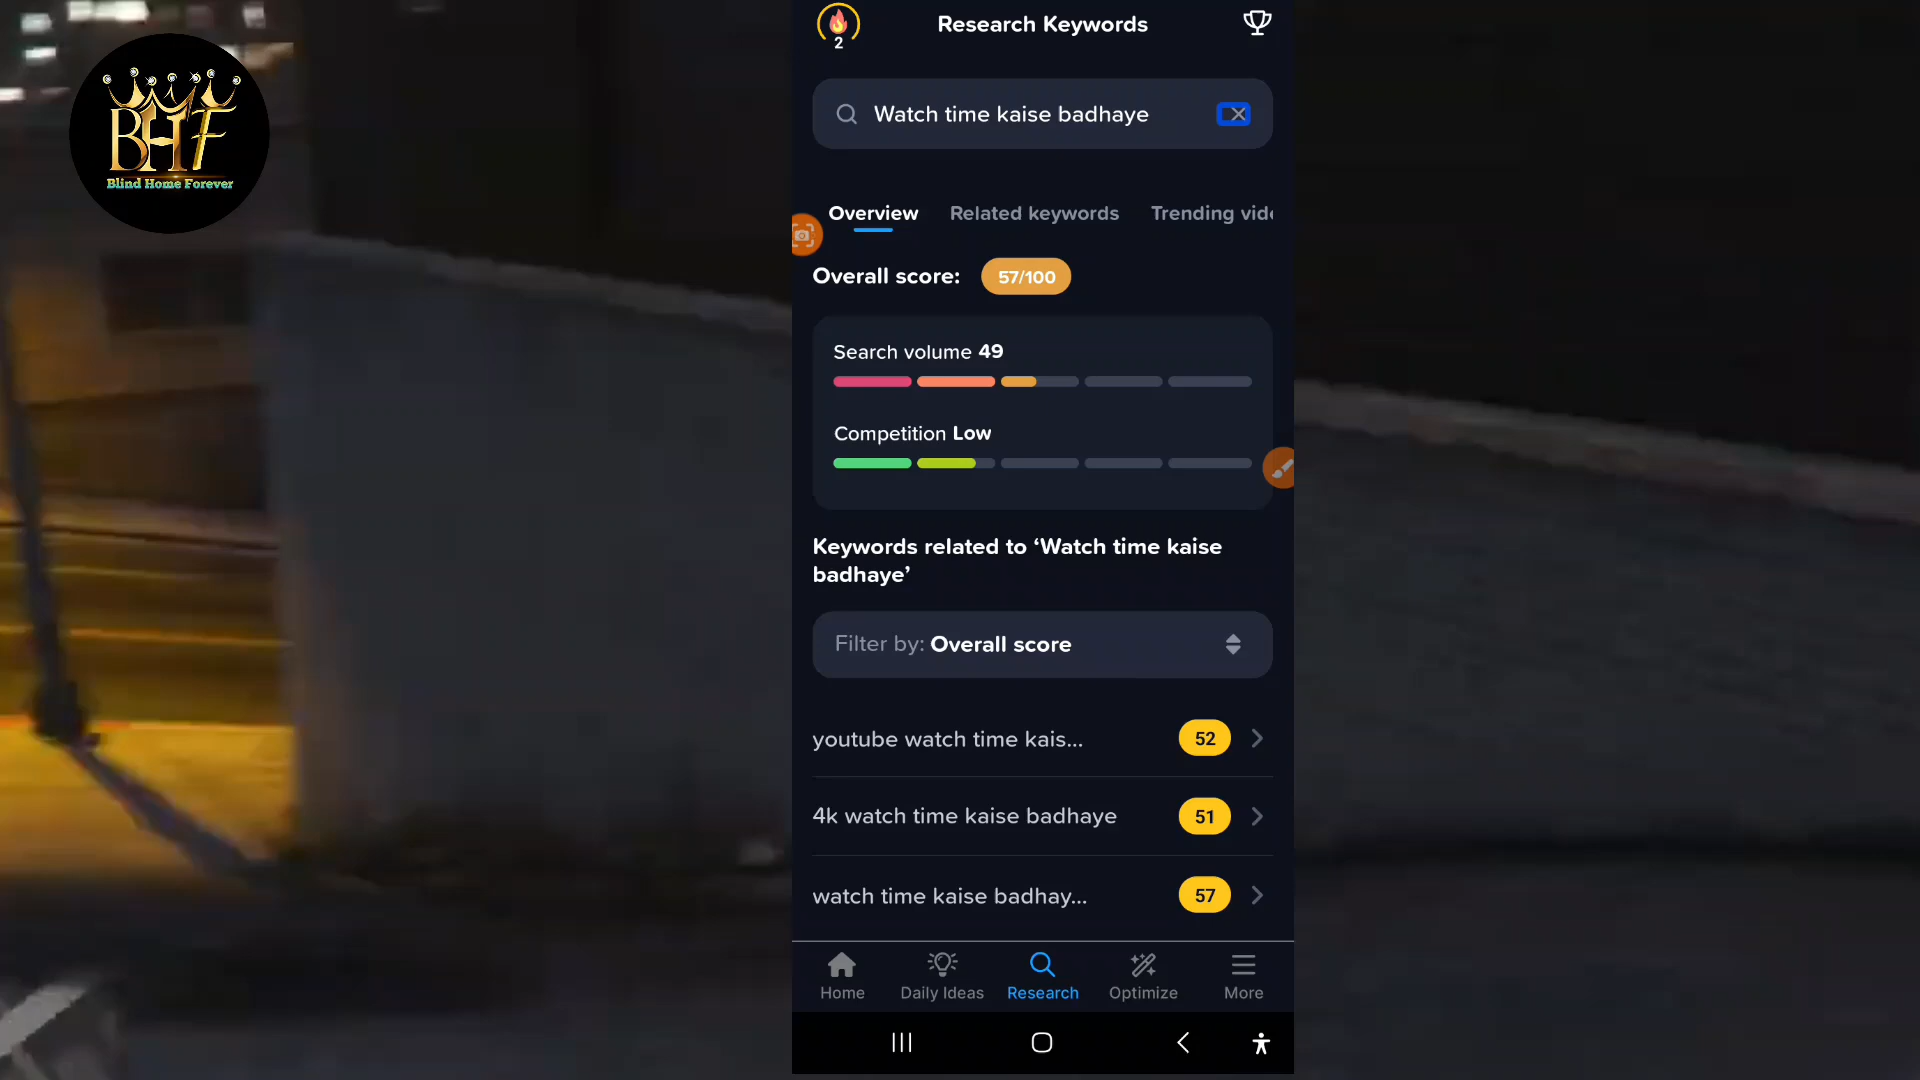 BHF
Blind Home Forever
2
Research Keywords
Watch time kaise badhaye
Overview Related keywords Trending vide
Overall score: 57/100
Search volume 49
Competition Low
Keywords related to ‘Watch time kaise
badhaye’
Filter by: Overall score
youtube watch time kais... 52
4k watch time kaise badhaye 51
watch time kaise badhay... 57
Home Daily Ideas Research Optimize More